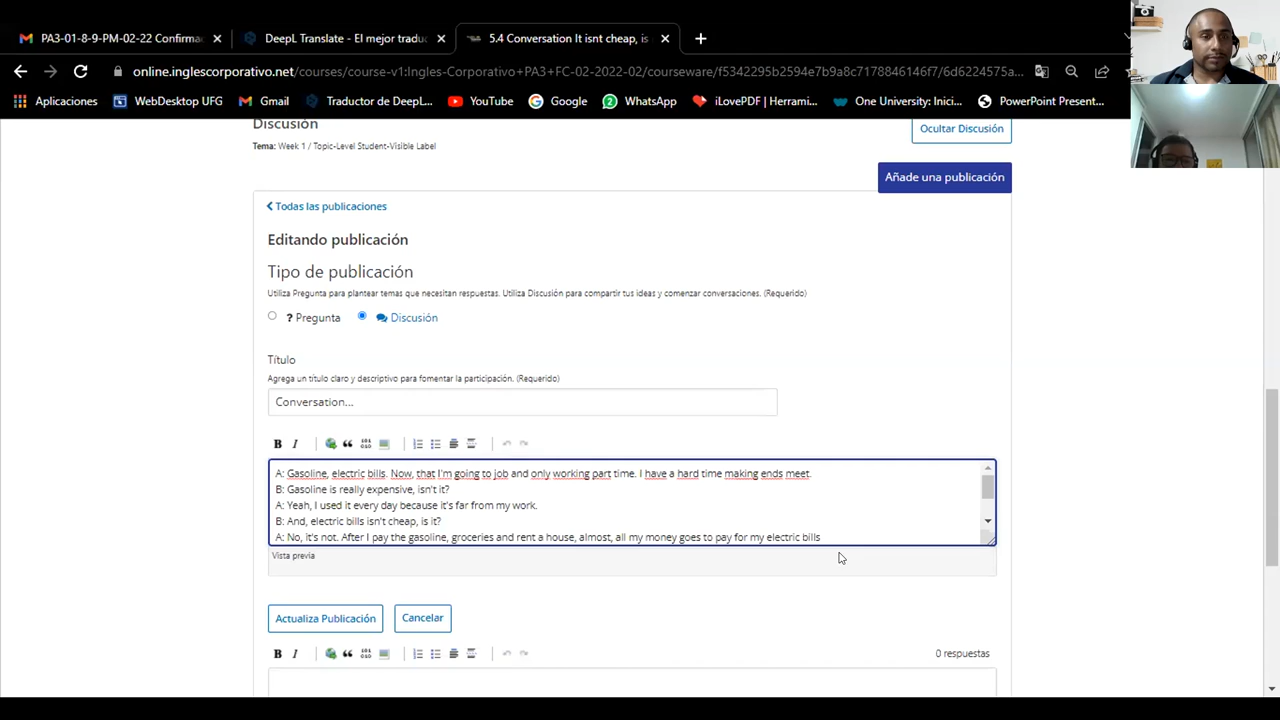 PA3-01-8-9-PM-02-22 Confirma
DeepL Translate - El mejor traduc
5.4 Conversation It isnt cheap, is
online.inglescorporativo.net/courses/course-v1:Ingles-Corporativo+PA3+FC-02-2022-02/courseware/f5342295b2594e7b9a8c7178846146f7/6d6224575a...
Aplicaciones
WebDesktop UFG
Gmail
Traductor de DeepL...
YouTube
Google
WhatsApp
iLovePDF | Herrami...
One University: Inici...
PowerPoint Present...
Discusión
Ocultar Discusión
Tema: Week 1 / Topic-Level Student-Visible Label
Añade una publicación
Todas las publicaciones
Editando publicación
Tipo de publicación
Utiliza Pregunta para plantear temas que necesitan respuestas. Utiliza Discusión para compartir tus ideas y comenzar conversaciones. (Requerido)
? Pregunta
Discusión
Título
Agrega un título claro y descriptivo para fomentar la participación. (Requerido)
Conversation...
B I
A: Gasoline, electric bills. Now, that I'm going to job and only working part time. I have a hard time making ends meet.
B: Gasoline is really expensive, isn't it?
A: Yeah, I used it every day because it's far from my work.
B: And, electric bills isn't cheap, is it?
A: No, it's not. After I pay the gasoline, groceries and rent a house, almost, all my money goes to pay for my electric bills
Vista previa
Actualiza Publicación
Cancelar
B I
0 respuestas